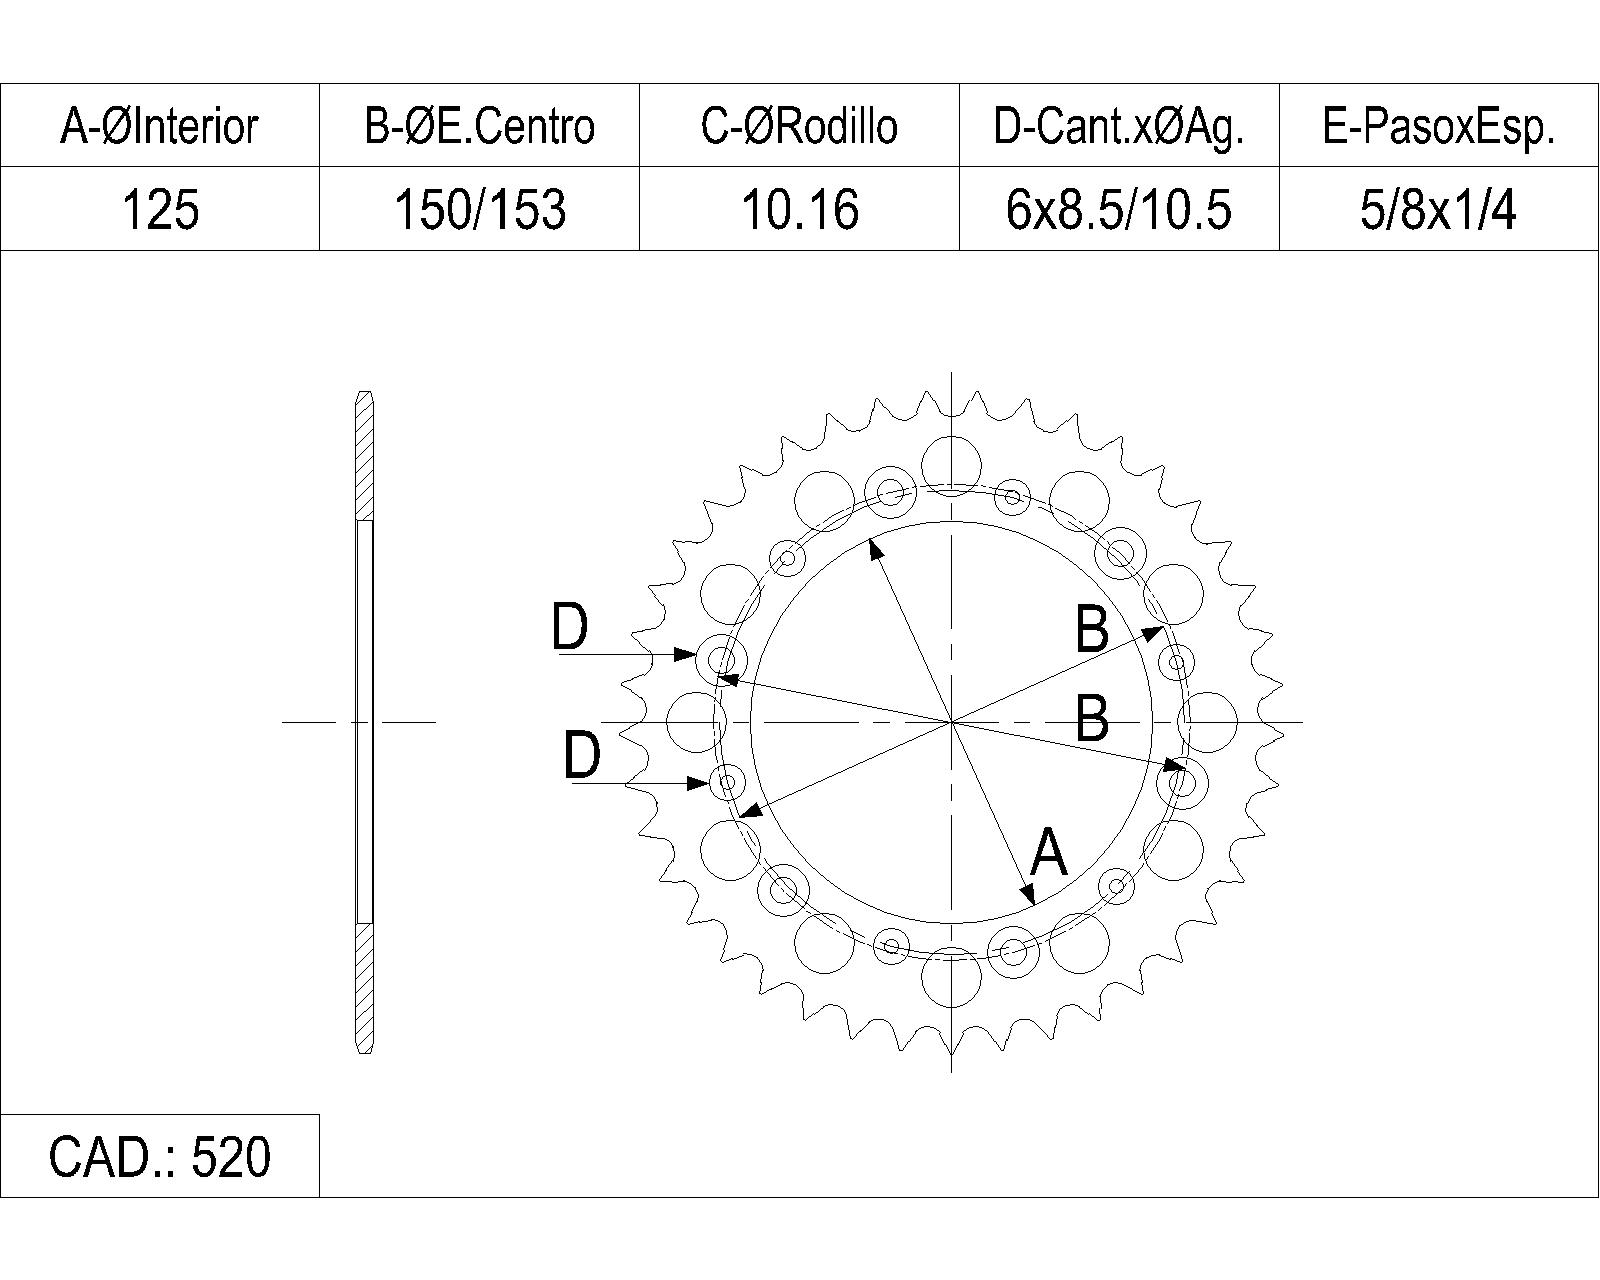 A-ØInterior B-ØE.Centro C-ØRodillo D-Cant.xØAg. E-PasoxEsp.
125 150/153 10.16 6x8.5/10.5 5/8x1/4
D
B
B
D
A
CAD.: 520